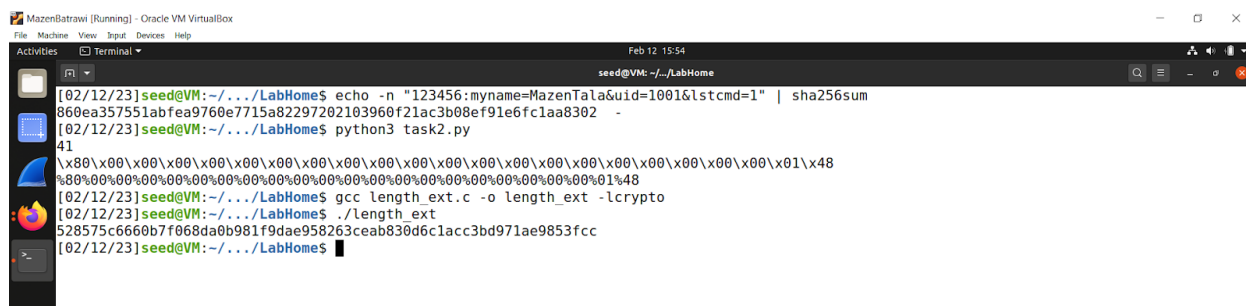 MazenBatrawi [Running] - Oracle VM VirtualBox
File Machine View Input Devices Help
Activities Terminal Feb 12 15:54
seed@VM: ~/.../LabHome
[02/12/23]seed@VM:~/.../LabHome$ echo -n "123456:myname=MazenTala&uid=1001&lstcmd=1" | sha256sum
860ea357551abfea9760e7715a82297202103960f21ac3b08ef91e6fc1aa8302 -
[02/12/23]seed@VM:~/.../LabHome$ python3 task2.py
41
\x80\x00\x00\x00\x00\x00\x00\x00\x00\x00\x00\x00\x00\x00\x00\x00\x00\x00\x00\x00\x00\x01\x48
%80%00%00%00%00%00%00%00%00%00%00%00%00%00%00%00%00%00%00%00%00%01%48
[02/12/23]seed@VM:~/.../LabHome$ gcc length_ext.c -o length_ext -lcrypto
[02/12/23]seed@VM:~/.../LabHome$ ./length_ext
528575c6660b7f068da0b981f9dae958263ceab830d6c1acc3bd971ae9853fcc
[02/12/23]seed@VM:~/.../LabHome$